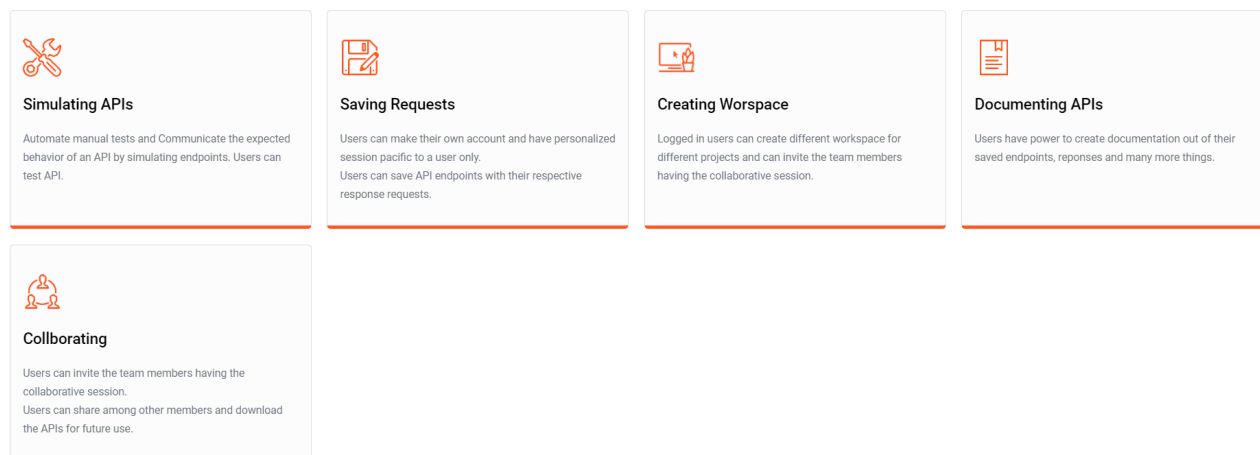 Simulating APIs
Automate manual tests and Communicate the expected
behavior of an API by simulating endpoints. Users can
test API.
Saving Requests
Users can make their own account and have personalized
session pacific to a user only.
Users can save API endpoints with their respective
response requests.
Creating Worspace
Logged in users can create different workspace for
different projects and can invite the team members
having the collaborative session.
Documenting APIs
Users have power to create documentation out of their
saved endpoints, reponses and many more things.
Collborating
Users can invite the team members having the
collaborative session.
Users can share among other members and download
the APIs for future use.